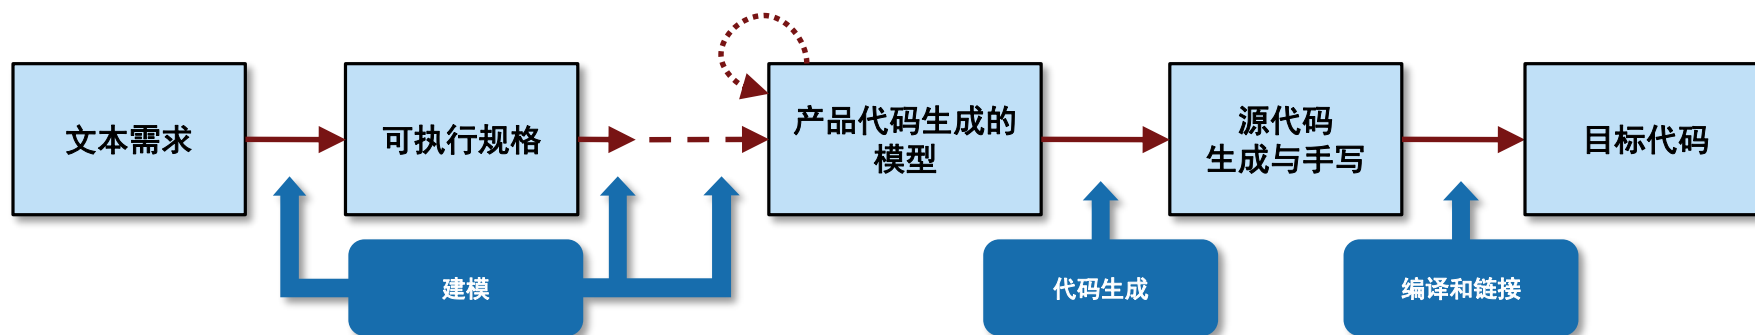 文本需求
可执行规格
产品代码生成的
模型
源代码
生成与手写
目标代码
建模
代码生成
编译和链接